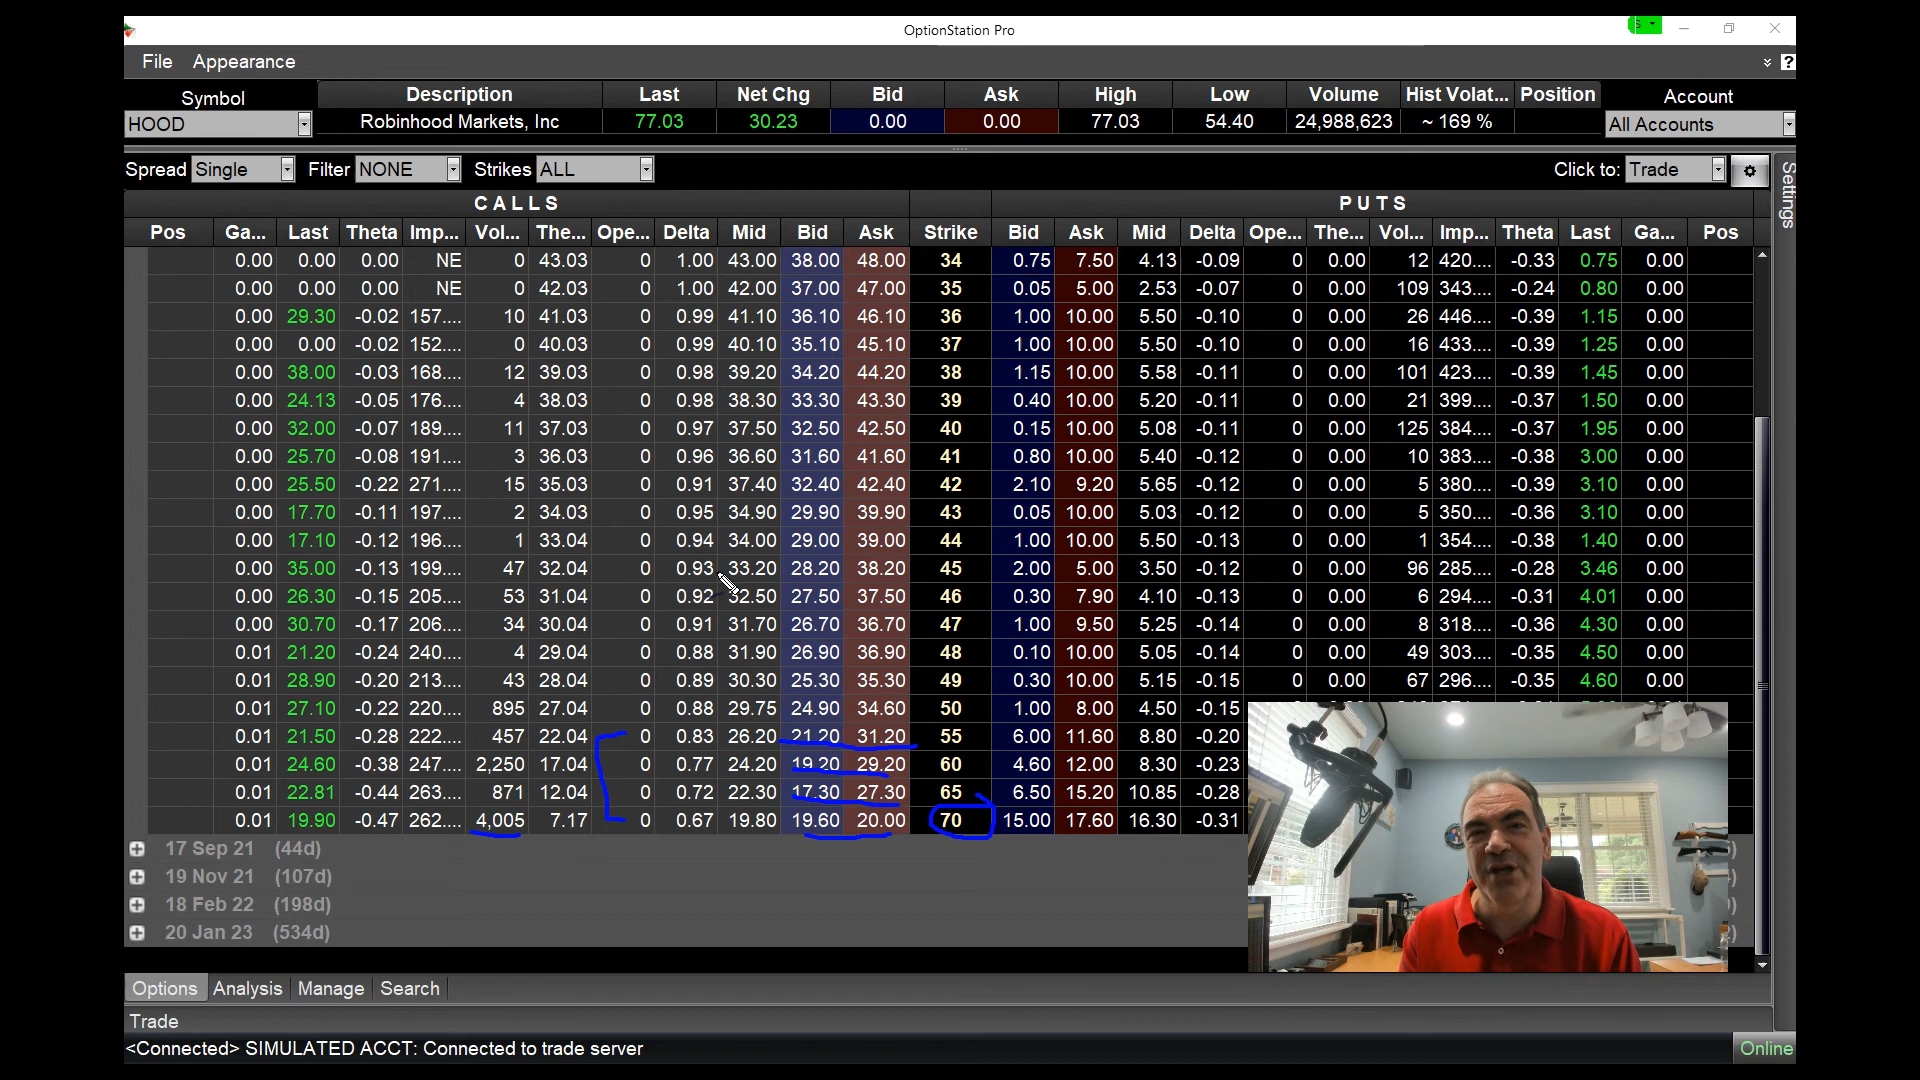 OptionStation Pro
File Appearance
Symbol Description Last Net Chg Bid Ask High Low Volume Hist Volat... Position Account
HOOD Robinhood Markets, Inc 77.03 30.23 0.00 0.00 77.03 54.40 24,988,623 ~ 169 % All Accounts
Spread Single Filter NONE Strikes ALL Click to: Trade
Settings
CALLS PUTS
Pos Ga... Last Theta Imp... Vol... The... Ope... Delta Mid Bid Ask Strike Bid Ask Mid Delta Ope... The... Vol... Imp... Theta Last Ga... Pos
0.00 0.00 0.00 NE 0 43.03 0 1.00 43.00 38.00 48.00 34 0.75 7.50 4.13 -0.09 0 0.00 12 420.... -0.33 0.75 0.00
0.00 0.00 0.00 NE 0 42.03 0 1.00 42.00 37.00 47.00 35 0.05 5.00 2.53 -0.07 0 0.00 109 343.... -0.24 0.80 0.00
0.00 29.30 -0.02 157.... 10 41.03 0 0.99 41.10 36.10 46.10 36 1.00 10.00 5.50 -0.10 0 0.00 26 446.... -0.39 1.15 0.00
0.00 0.00 -0.02 152.... 0 40.03 0 0.99 40.10 35.10 45.10 37 1.00 10.00 5.50 -0.10 0 0.00 16 433.... -0.39 1.25 0.00
0.00 38.00 -0.03 168.... 12 39.03 0 0.98 39.20 34.20 44.20 38 1.15 10.00 5.58 -0.11 0 0.00 101 423.... -0.39 1.45 0.00
0.00 24.13 -0.05 176.... 4 38.03 0 0.98 38.30 33.30 43.30 39 0.40 10.00 5.20 -0.11 0 0.00 21 399.... -0.37 1.50 0.00
0.00 32.00 -0.07 189.... 11 37.03 0 0.97 37.50 32.50 42.50 40 0.15 10.00 5.08 -0.11 0 0.00 125 384.... -0.37 1.95 0.00
0.00 25.70 -0.08 191.... 3 36.03 0 0.96 36.60 31.60 41.60 41 0.80 10.00 5.40 -0.12 0 0.00 10 383.... -0.38 3.00 0.00
0.00 25.50 -0.22 271.... 15 35.03 0 0.91 37.40 32.40 42.40 42 2.10 9.20 5.65 -0.12 0 0.00 5 380.... -0.39 3.10 0.00
0.00 17.70 -0.11 197.... 2 34.03 0 0.95 34.90 29.90 39.90 43 0.05 10.00 5.03 -0.12 0 0.00 5 350.... -0.36 3.10 0.00
0.00 17.10 -0.12 196.... 1 33.04 0 0.94 34.00 29.00 39.00 44 1.00 10.00 5.50 -0.13 0 0.00 1 354.... -0.38 1.40 0.00
0.00 35.00 -0.13 199.... 47 32.04 0 0.93 33.20 28.20 38.20 45 2.00 5.00 3.50 -0.12 0 0.00 96 285.... -0.28 3.46 0.00
0.00 26.30 -0.15 205.... 53 31.04 0 0.92 32.50 27.50 37.50 46 0.30 7.90 4.10 -0.13 0 0.00 6 294.... -0.31 4.01 0.00
0.00 30.70 -0.17 206.... 34 30.04 0 0.91 31.70 26.70 36.70 47 1.00 9.50 5.25 -0.14 0 0.00 8 318.... -0.36 4.30 0.00
0.01 21.20 -0.24 240.... 4 29.04 0 0.88 31.90 26.90 36.90 48 0.10 10.00 5.05 -0.14 0 0.00 49 303.... -0.35 4.50 0.00
0.01 28.90 -0.20 213.... 43 28.04 0 0.89 30.30 25.30 35.30 49 0.30 10.00 5.15 -0.15 0 0.00 67 296.... -0.35 4.60 0.00
0.01 27.10 -0.22 220.... 895 27.04 0 0.88 29.75 24.90 34.60 50 1.00 8.00 4.50 -0.15
0.01 21.50 -0.28 222.... 457 22.04 0 0.83 26.20 21.20 31.20 55 6.00 11.60 8.80 -0.20
0.01 24.60 -0.38 247.... 2,250 17.04 0 0.77 24.20 19.20 29.20 60 4.60 12.00 8.30 -0.23
0.01 22.81 -0.44 263.... 871 12.04 0 0.72 22.30 17.30 27.30 65 6.50 15.20 10.85 -0.28
0.01 19.90 -0.47 262.... 4,005 7.17 0 0.67 19.80 19.60 20.00 70 15.00 17.60 16.30 -0.31
17 Sep 21 (44d)
19 Nov 21 (107d)
18 Feb 22 (198d)
20 Jan 23 (534d)
Options Analysis Manage Search
Trade
<Connected> SIMULATED ACCT: Connected to trade server Online